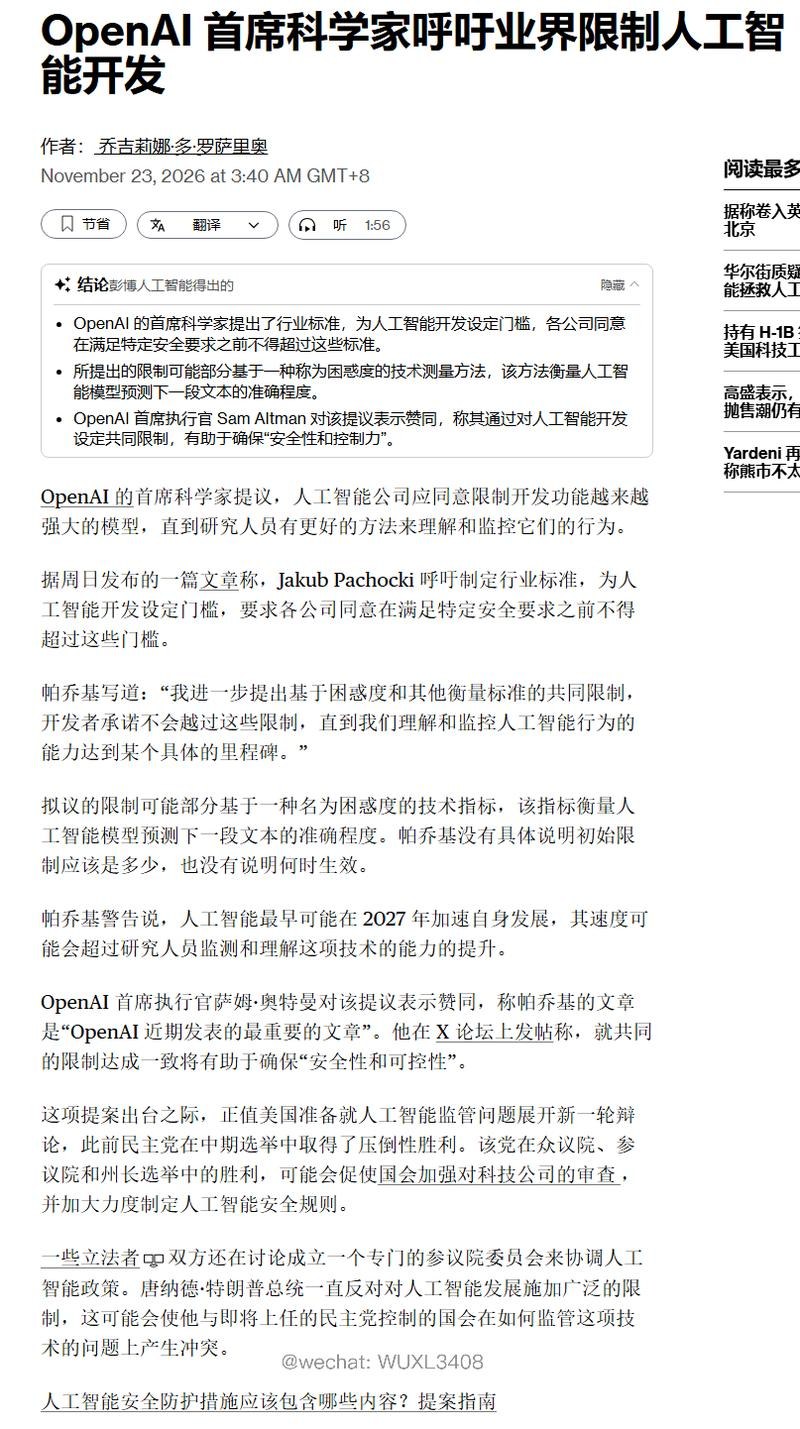 OpenAI 首席科学家呼吁业界限制人工智
能开发
作者： 乔吉莉娜·多·罗萨里奥
November 23, 2026 at 3:40 AM GMT+8
节省
翻译
听 1:56
结论彭博人工智能得出的
隐藏
• OpenAI 的首席科学家提出了行业标准，为人工智能开发设定门槛，各公司同意
在满足特定安全要求之前不得超过这些标准。
• 所提出的限制可能部分基于一种称为困惑度的技术测量方法，该方法衡量人工智
能模型预测下一段文本的准确程度。
• OpenAI 首席执行官 Sam Altman 对该提议表示赞同，称其通过对人工智能开发
设定共同限制，有助于确保“安全性和控制力”。
OpenAI 的首席科学家提议，人工智能公司应同意限制开发功能越来越
强大的模型，直到研究人员有更好的方法来理解和监控它们的行为。
据周日发布的一篇文章称，Jakub Pachocki 呼吁制定行业标准，为人
工智能开发设定门槛，要求各公司同意在满足特定安全要求之前不得
超过这些门槛。
帕乔基写道：“我进一步提出基于困惑度和其他衡量标准的共同限制，
开发者承诺不会越过这些限制，直到我们理解和监控人工智能行为的
能力达到某个具体的里程碑。”
拟议的限制可能部分基于一种名为困惑度的技术指标，该指标衡量人
工智能模型预测下一段文本的准确程度。帕乔基没有具体说明初始限
制应该是多少，也没有说明何时生效。
帕乔基警告说，人工智能最早可能在 2027 年加速自身发展，其速度可
能会超过研究人员监测和理解这项技术的能力的提升。
OpenAI 首席执行官萨姆·奥特曼对该提议表示赞同，称帕乔基的文章
是“OpenAI 近期发表的最重要的文章”。他在 X 论坛上发帖称，就共同
的限制达成一致将有助于确保“安全性和可控性”。
这项提案出台之际，正值美国准备就人工智能监管问题展开新一轮辩
论，此前民主党在中期选举中取得了压倒性胜利。该党在众议院、参
议院和州长选举中的胜利，可能会促使国会加强对科技公司的审查 ，
并加大力度制定人工智能安全规则。
一些立法者 双方还在讨论成立一个专门的参议院委员会来协调人工
智能政策。唐纳德·特朗普总统一直反对对人工智能发展施加广泛的限
制，这可能会使他与即将上任的民主党控制的国会在如何监管这项技
术的问题上产生冲突。
@wechat: WUXL3408
人工智能安全防护措施应该包含哪些内容？提案指南
阅读最多
据称卷入英
北京
华尔街质疑
能拯救人工
持有 H-1B
美国科技工
高盛表示，
抛售潮仍有
Yardeni 再
称熊市不太